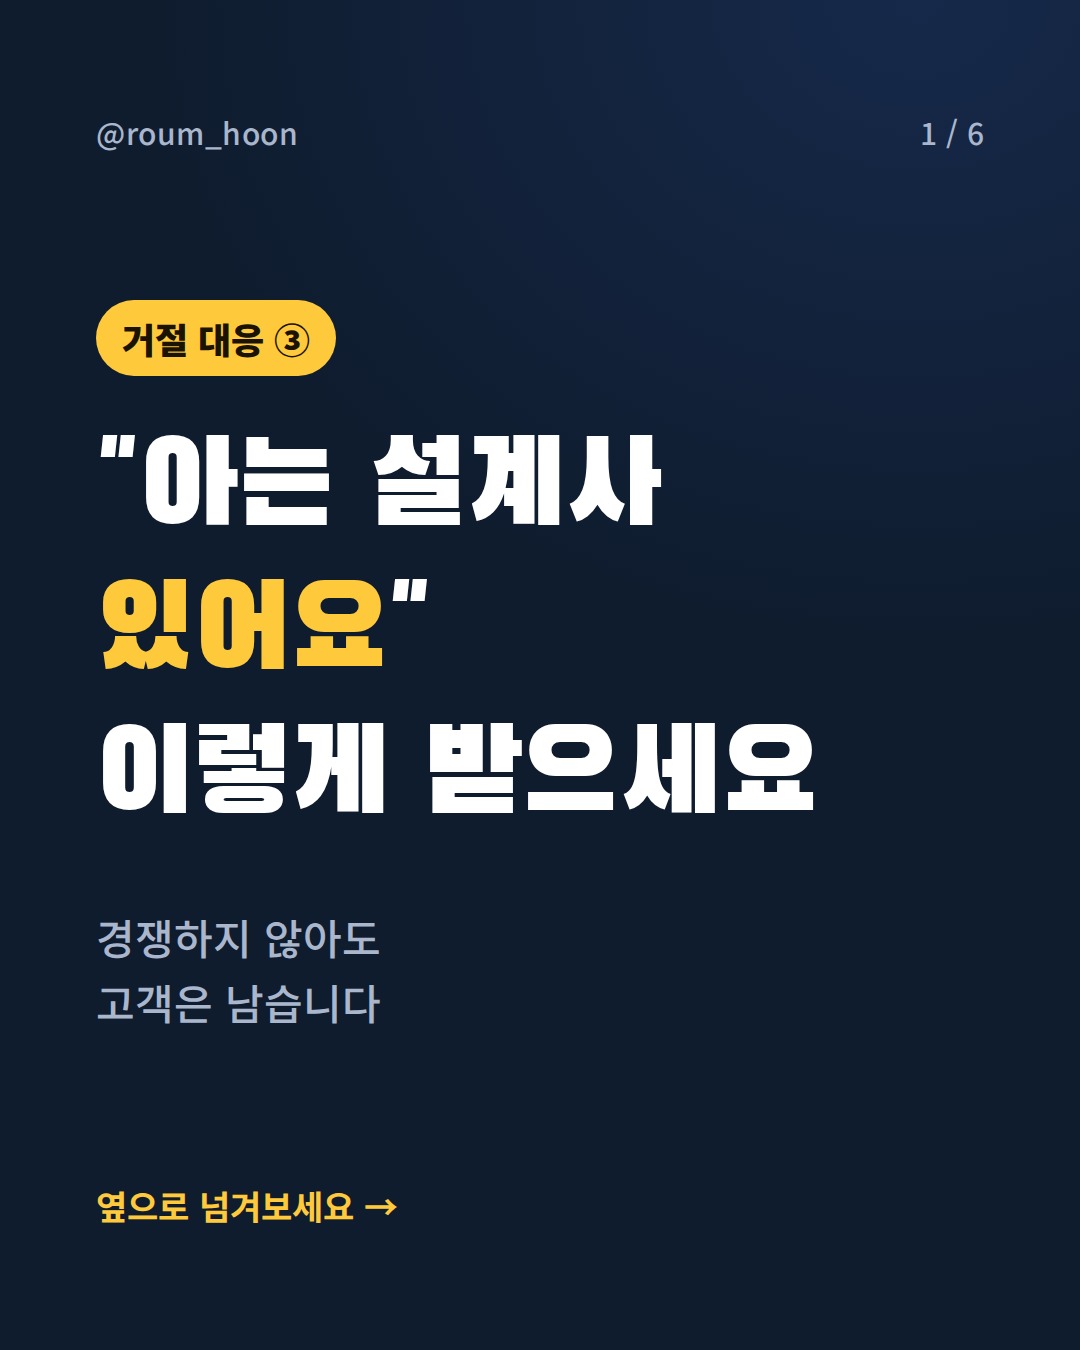 @roum_hoon
1 / 6
거절 대응 ③
"아는 설계사
있어요"
이렇게 받으세요
경쟁하지 않아도
고객은 남습니다
옆으로 넘겨보세요 →